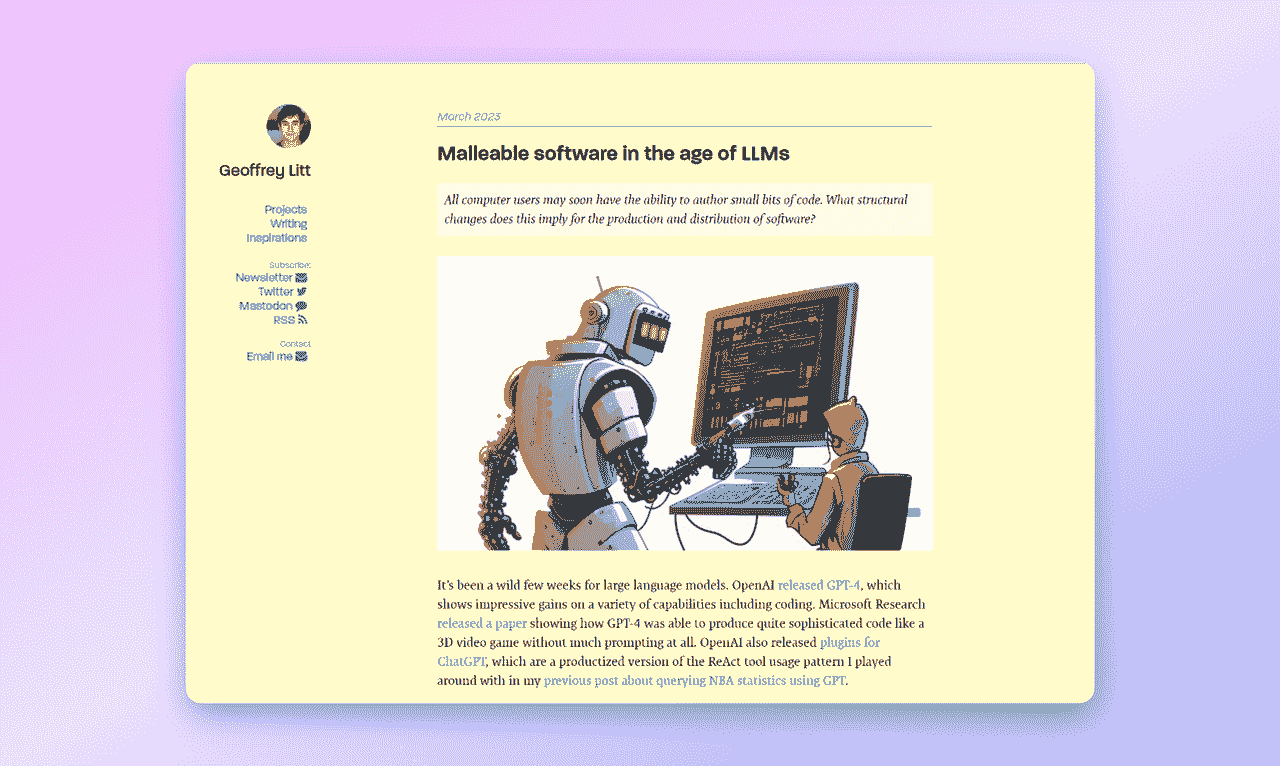 Geoffrey Litt
Projects
Writing
Inspirations
Subscribe:
Newsletter
Twitter
Mastodon
RSS
Contact
Email me
March 2023
Malleable software in the age of LLMs
All computer users may soon have the ability to author small bits of code. What structural
changes does this imply for the production and distribution of software?
It's been a wild few weeks for large language models. OpenAI released GPT-4, which
shows impressive gains on a variety of capabilities including coding. Microsoft Research
released a paper showing how GPT-4 was able to produce quite sophisticated code like a
3D video game without much prompting at all. OpenAI also released plugins for
ChatGPT, which are a productized version of the ReAct tool usage pattern I played
around with in my previous post about querying NBA statistics using GPT.